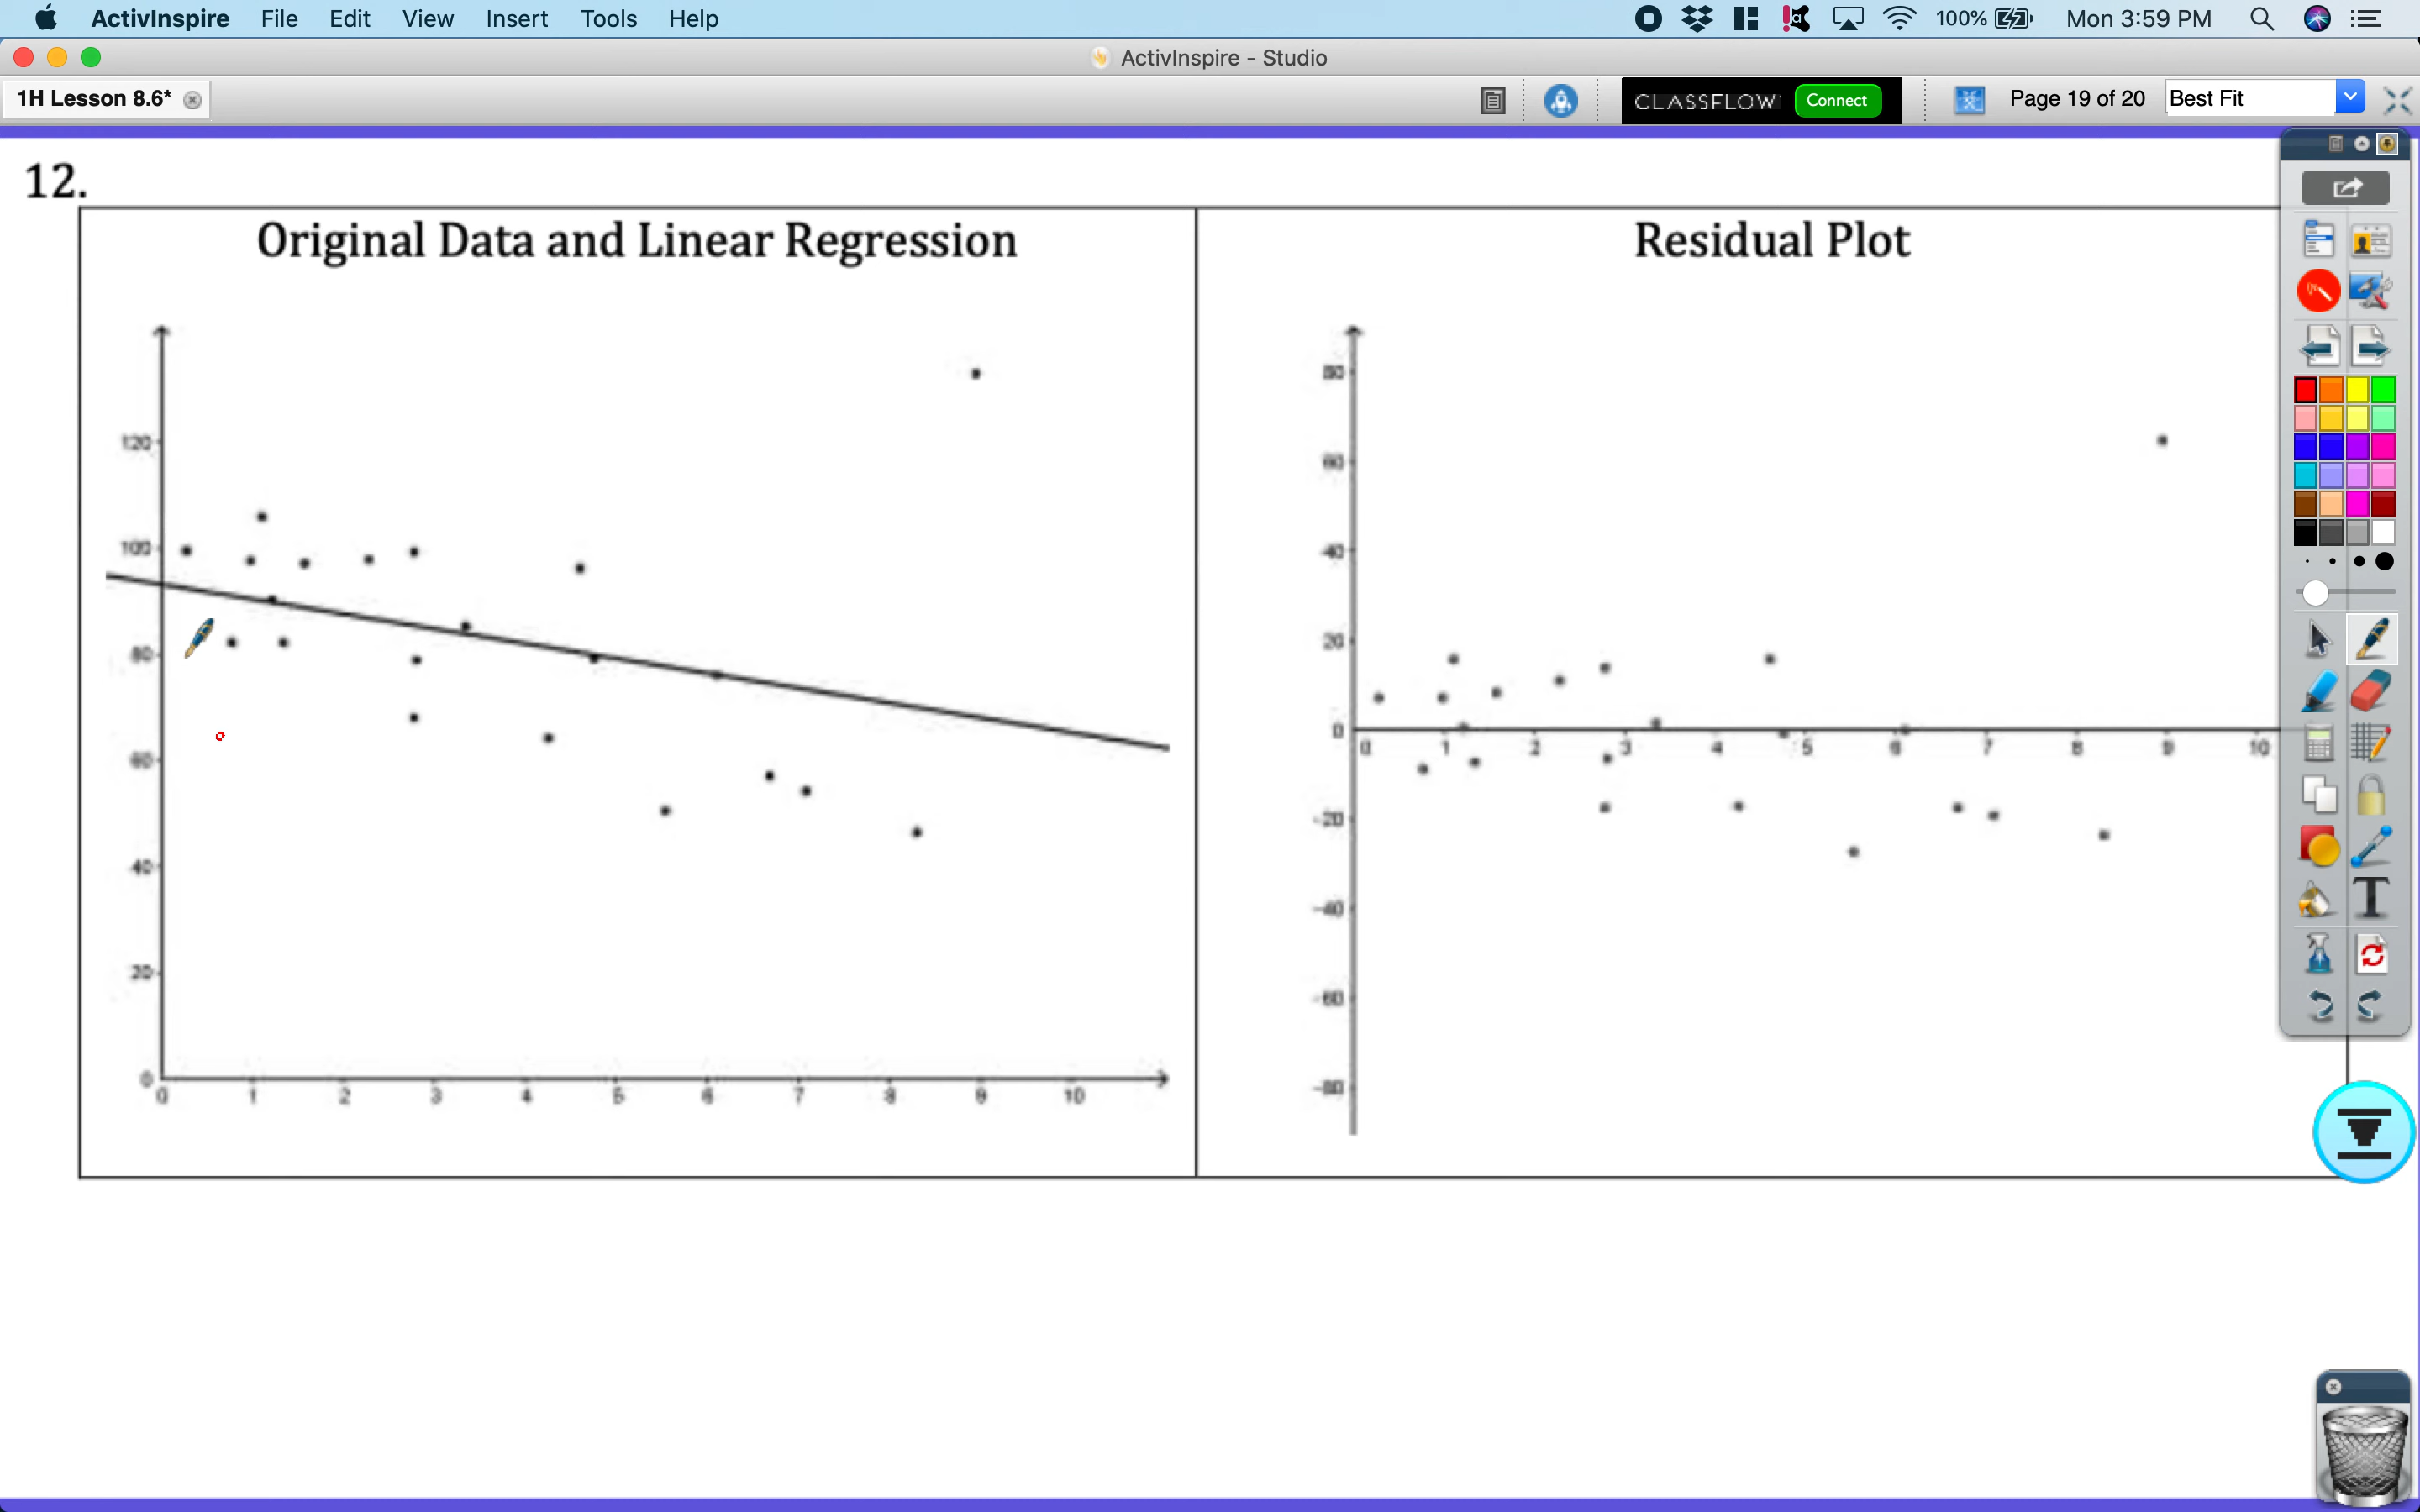 ActivInspire File Edit View Insert Tools Help 100% Mon 3:59 PM
ActivInspire - Studio
1H Lesson 8.6* CLASSFLOW Connect Page 19 of 20 Best Fit
12.
Original Data and Linear Regression
120
100
80
60
40
20
0
0 1 2 3 4 5 6 7 8 9 10
Residual Plot
80
60
40
20
0
-20
-40
-60
-80
0 1 2 3 4 5 6 7 8 9 10
T